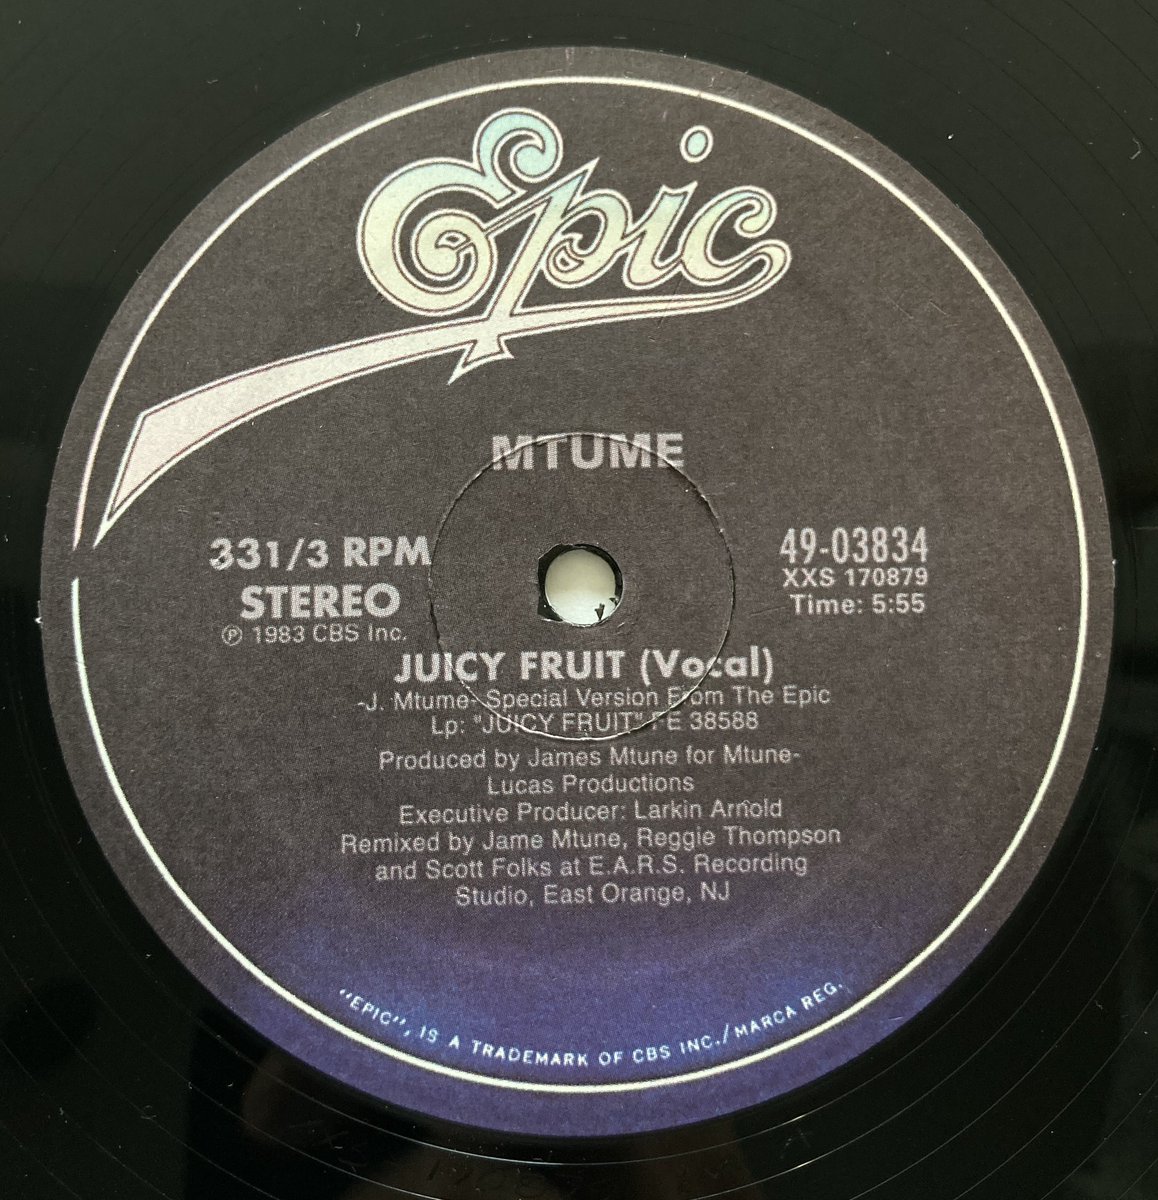 Epic
MTUME
331/3 RPM
STEREO
℗ 1983 CBS Inc.
49-03834
XXS 170879
Time: 5:55
JUICY FRUIT (Vocal)
-J. Mtume- Special Version From The Epic
Lp: "JUICY FRUIT" FE 38588
Produced by James Mtune for Mtune-
Lucas Productions
Executive Producer: Larkin Arnold
Remixed by Jame Mtune, Reggie Thompson
and Scott Folks at E.A.R.S. Recording
Studio, East Orange, NJ
"EPIC", IS A TRADEMARK OF CBS INC./MARCA REG.